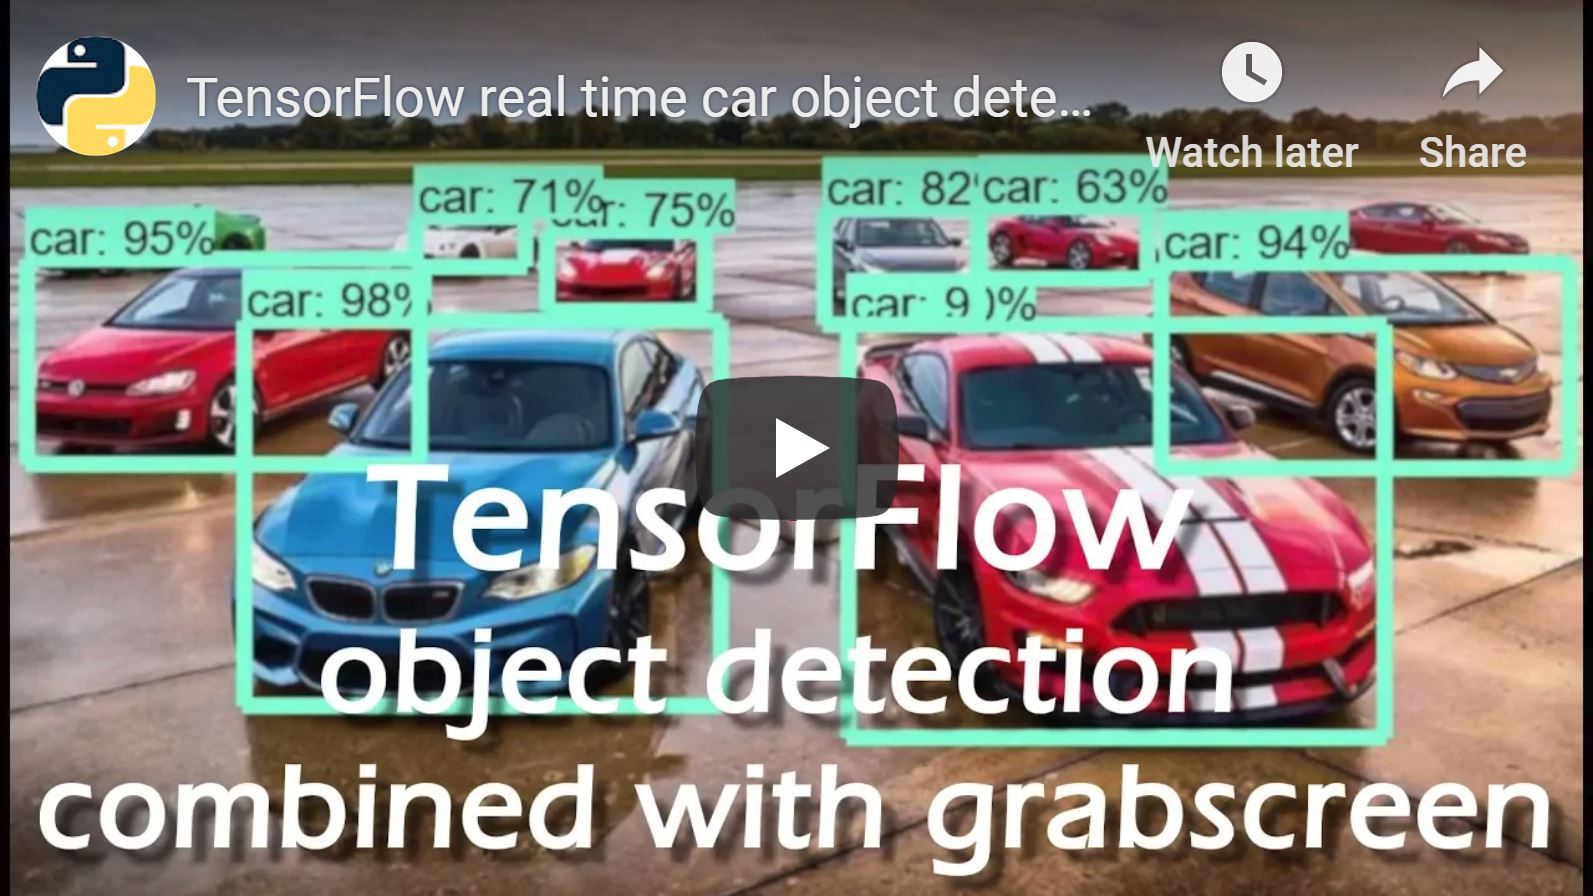 TensorFlow real time car object dete...
Watch later
Share
car: 71%
car: 75%
car: 82
car: 63%
car: 95%
car: 94%
car: 98%
car: 9
%
TensorFlow
object detection
combined with grabscreen